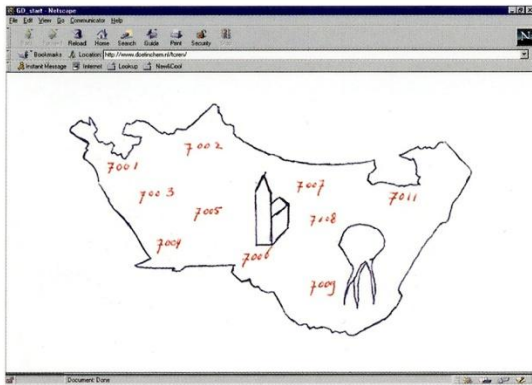 GD_start - Netscape
File Edit View Go Communicator Help
Reload Home Search Guide Print Security
Bookmarks Location: http://www.doetinchem.nl/toren/
Instant Message Internet Lookup New&Cool
7002
7001
7003
7007
7011
7005
7008
7004
7006
7009
Document: Done